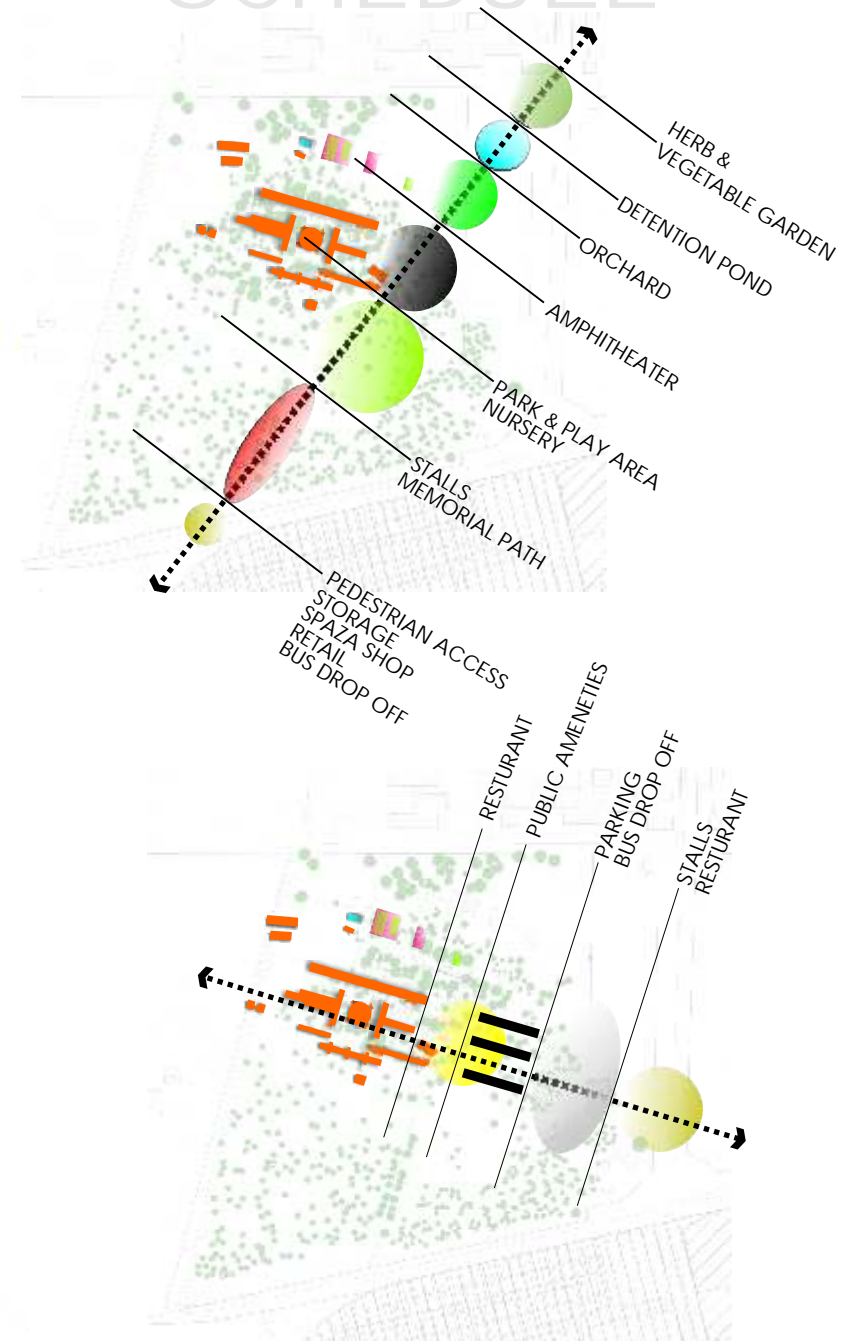 SCHEDULE
HERB &
VEGETABLE GARDEN
DETENTION POND
ORCHARD
AMPHITHEATER
PARK & PLAY AREA
NURSERY
STALLS
MEMORIAL PATH
PEDESTRIAN ACCESS
STORAGE
SPAZA SHOP
RETAIL
BUS DROP OFF
RESTURANT
PUBLIC AMENETIES
PARKING
BUS DROP OFF
STALLS
RESTURANT